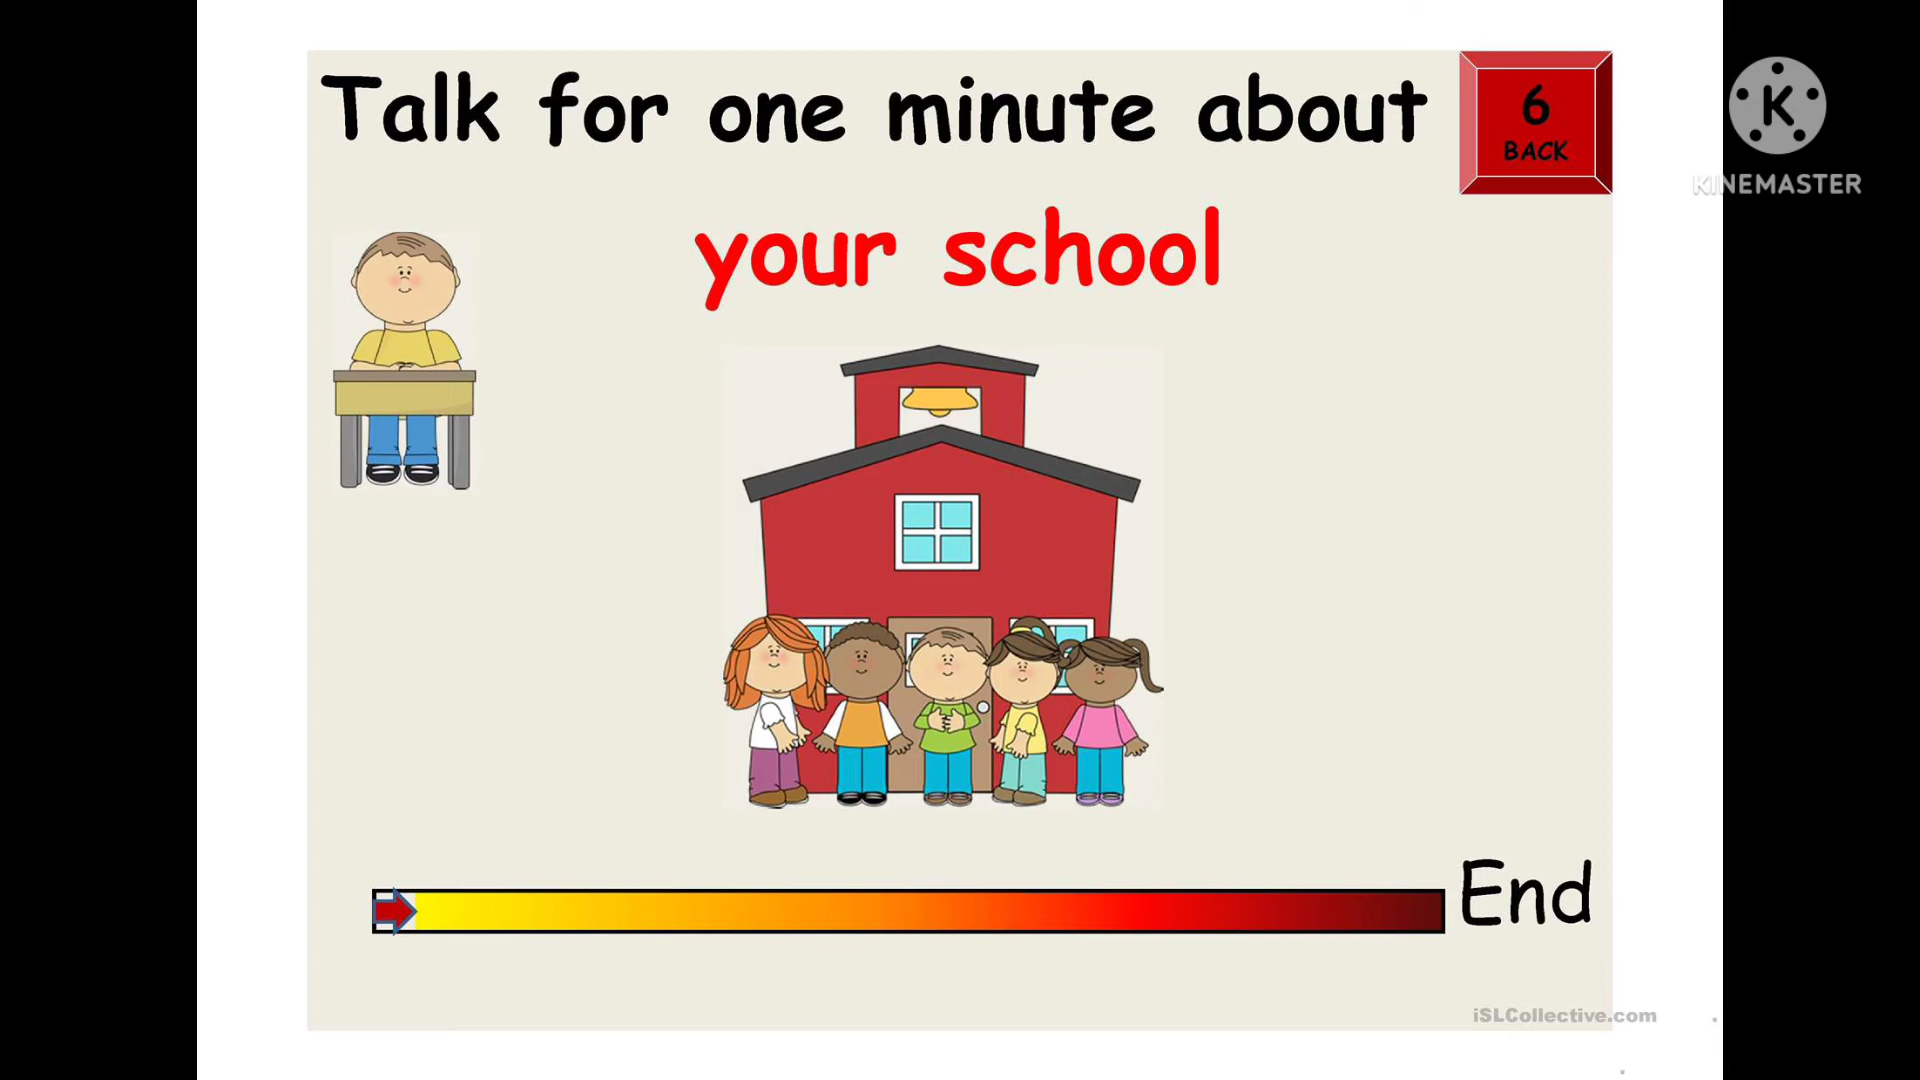 Talk for one minute about
6
BACK
K
KINEMASTER
your school
End
iSLCollective.com